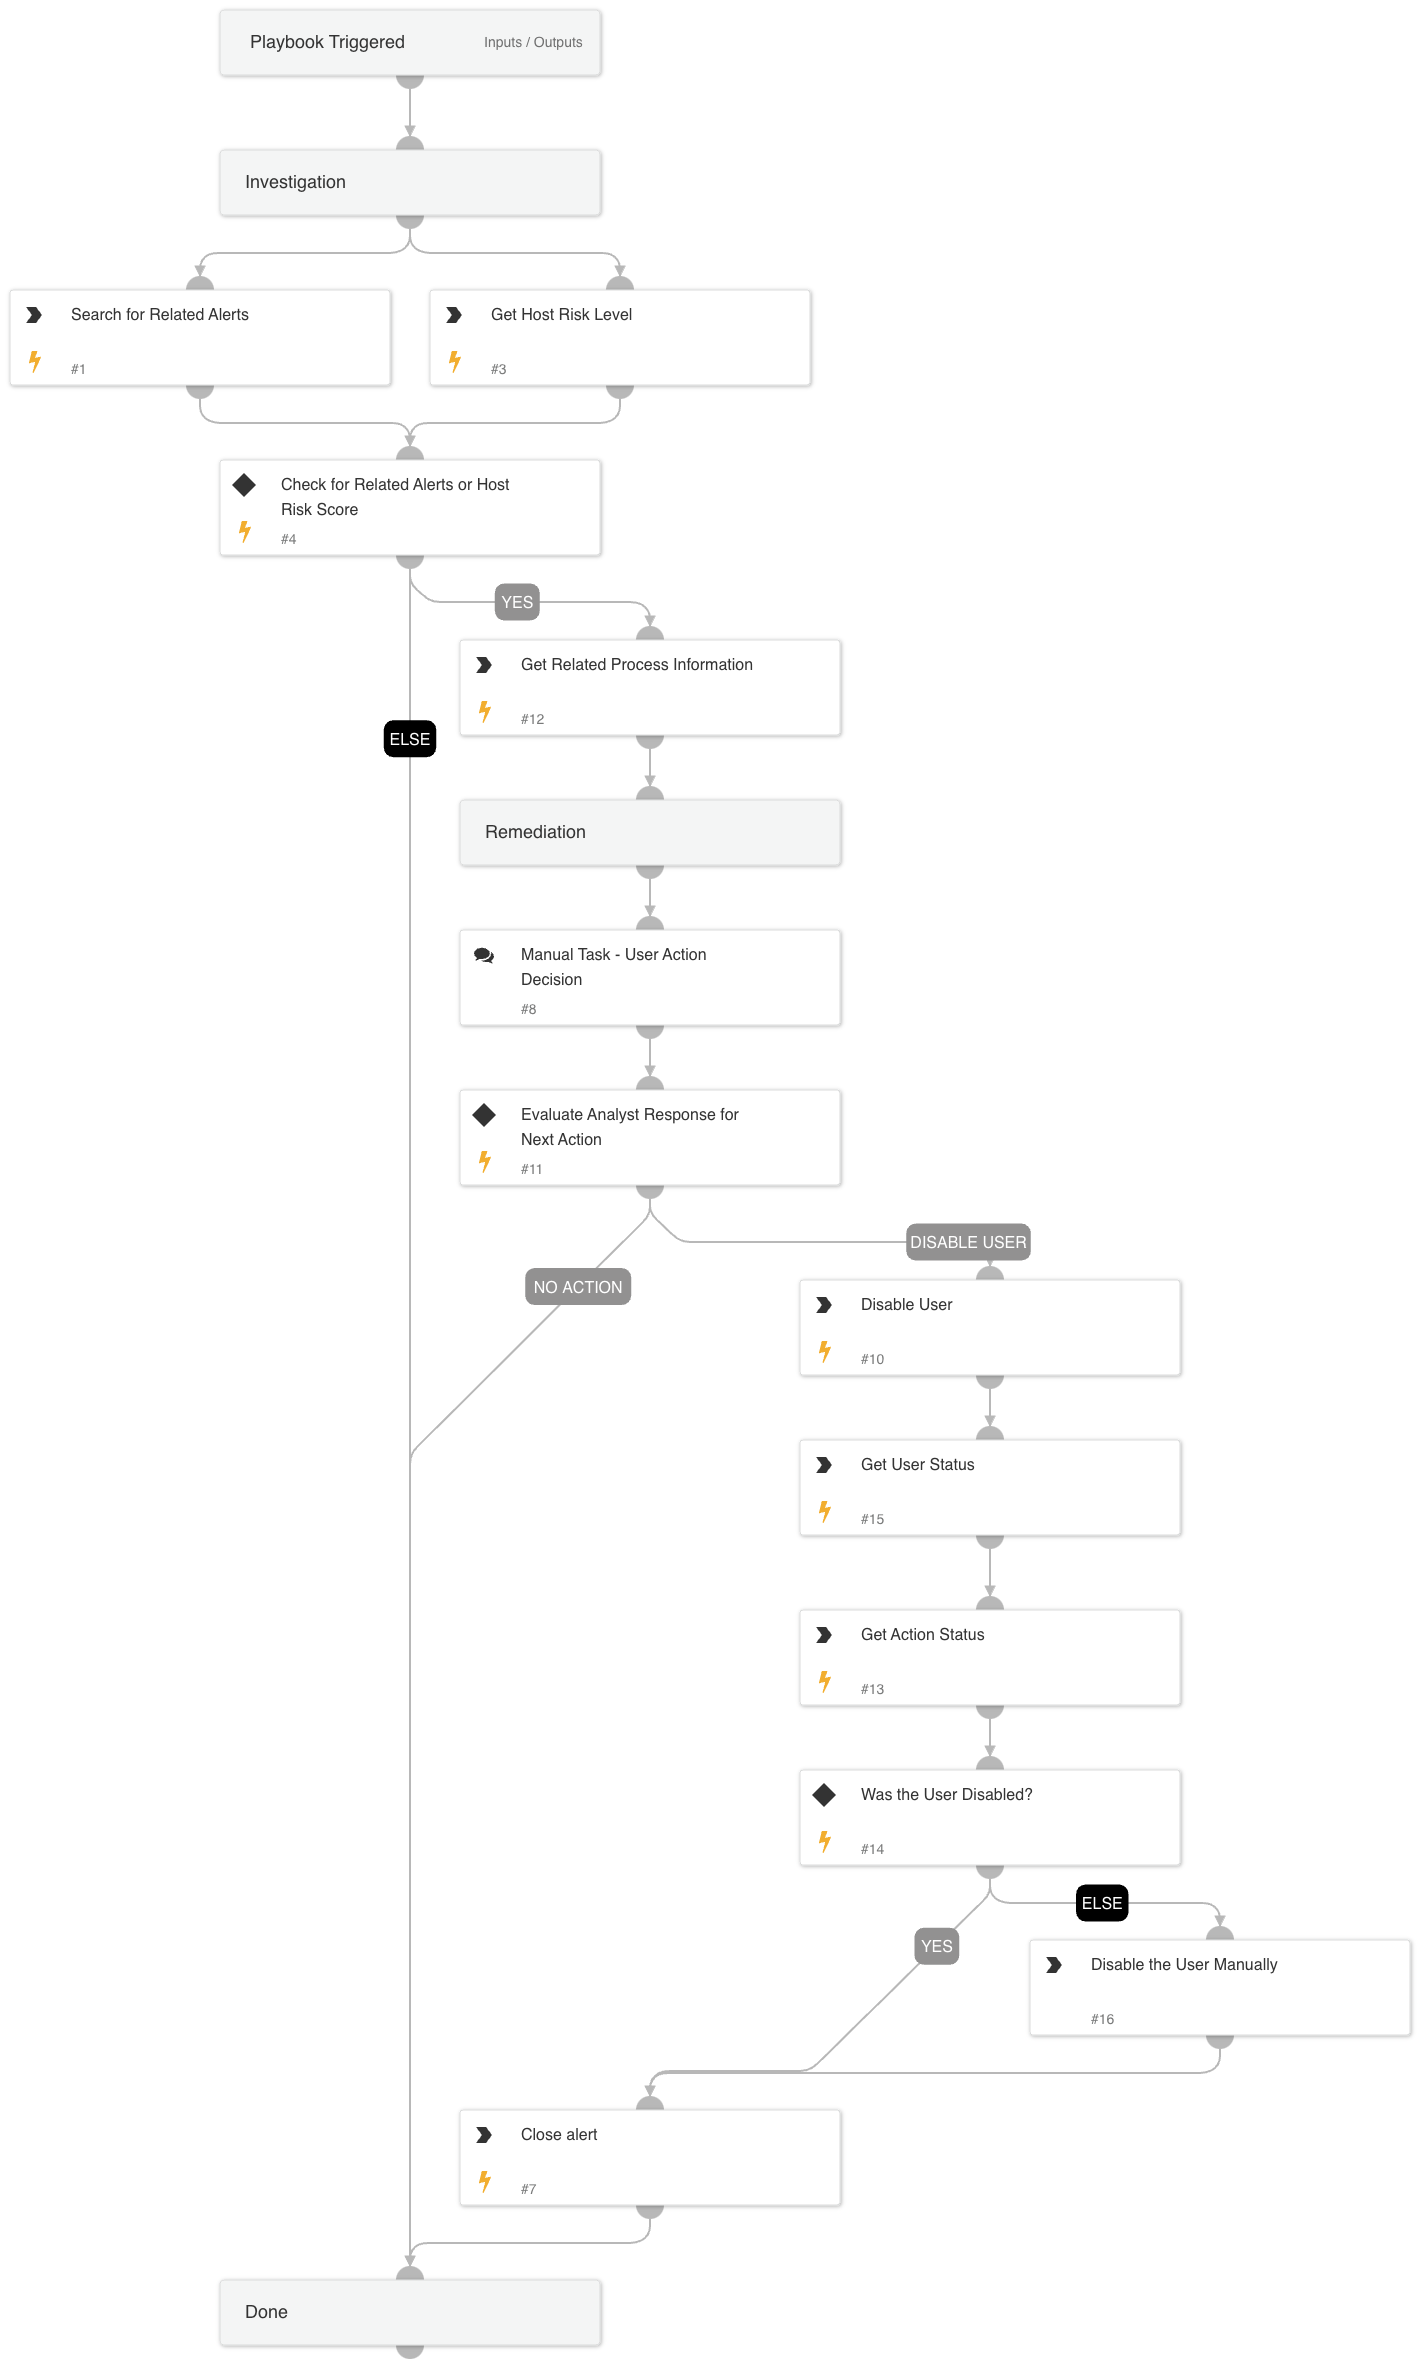 Playbook Triggered
Inputs / Outputs
Investigation
Search for Related Alerts
#1
Get Host Risk Level
#3
Check for Related Alerts or Host
Risk Score
#4
YES
Get Related Process Information
#12
ELSE
Remediation
Manual Task - User Action
Decision
#8
Evaluate Analyst Response for
Next Action
#11
DISABLE USER
NO ACTION
Disable User
#10
Get User Status
#15
Get Action Status
#13
Was the User Disabled?
#14
ELSE
YES
Disable the User Manually
#16
Close alert
#7
Done